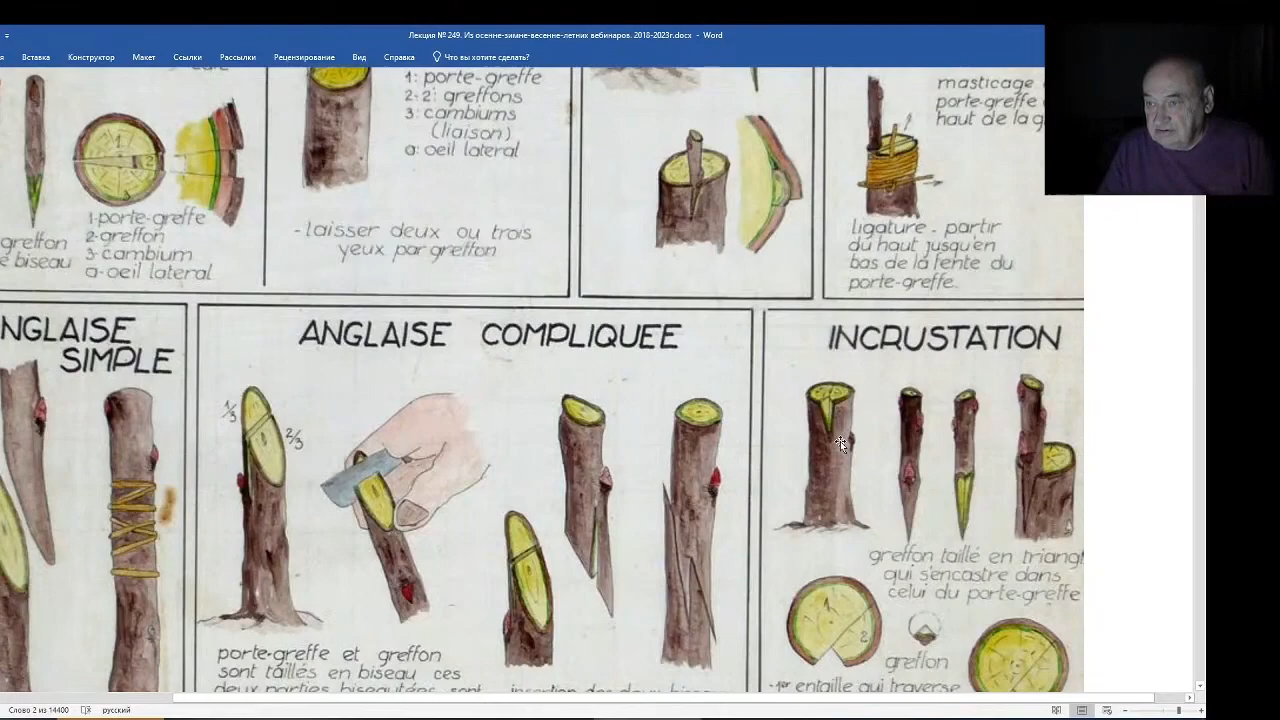 Лекция № 249. Из осенне-зимне-весенне-летних вебинаров. 2018-2023г.docx - Word
Вставка Конструктор Макет Ссылки Рассылки Рецензирование Вид Справка Что вы хотите сделать?
1: porte-greffe
2-2: greffons
3: cambiums
(liaison)
a: oeil lateral
masticage
porte-greffe
haut de la
1-porte-greffe
2-greffon
3-cambium
a-oeil lateral
greffon
biseau
-laisser deux ou trois
yeux par greffon
ligature - partir
du haut jusqu'en
bas de la fente du
porte-greffe.
SIMPLE
ANGLAISE COMPLIQUEE
INCRUSTATION
1/3
2/3
1
2
greffon taillé en
qui s'encastre dans
celui du porte-greffe
1
2
greffon
porte-greffe et greffon
sont taillés en biseau ces
-1er entaille qui traverse
Слово 2 из 14400 русский